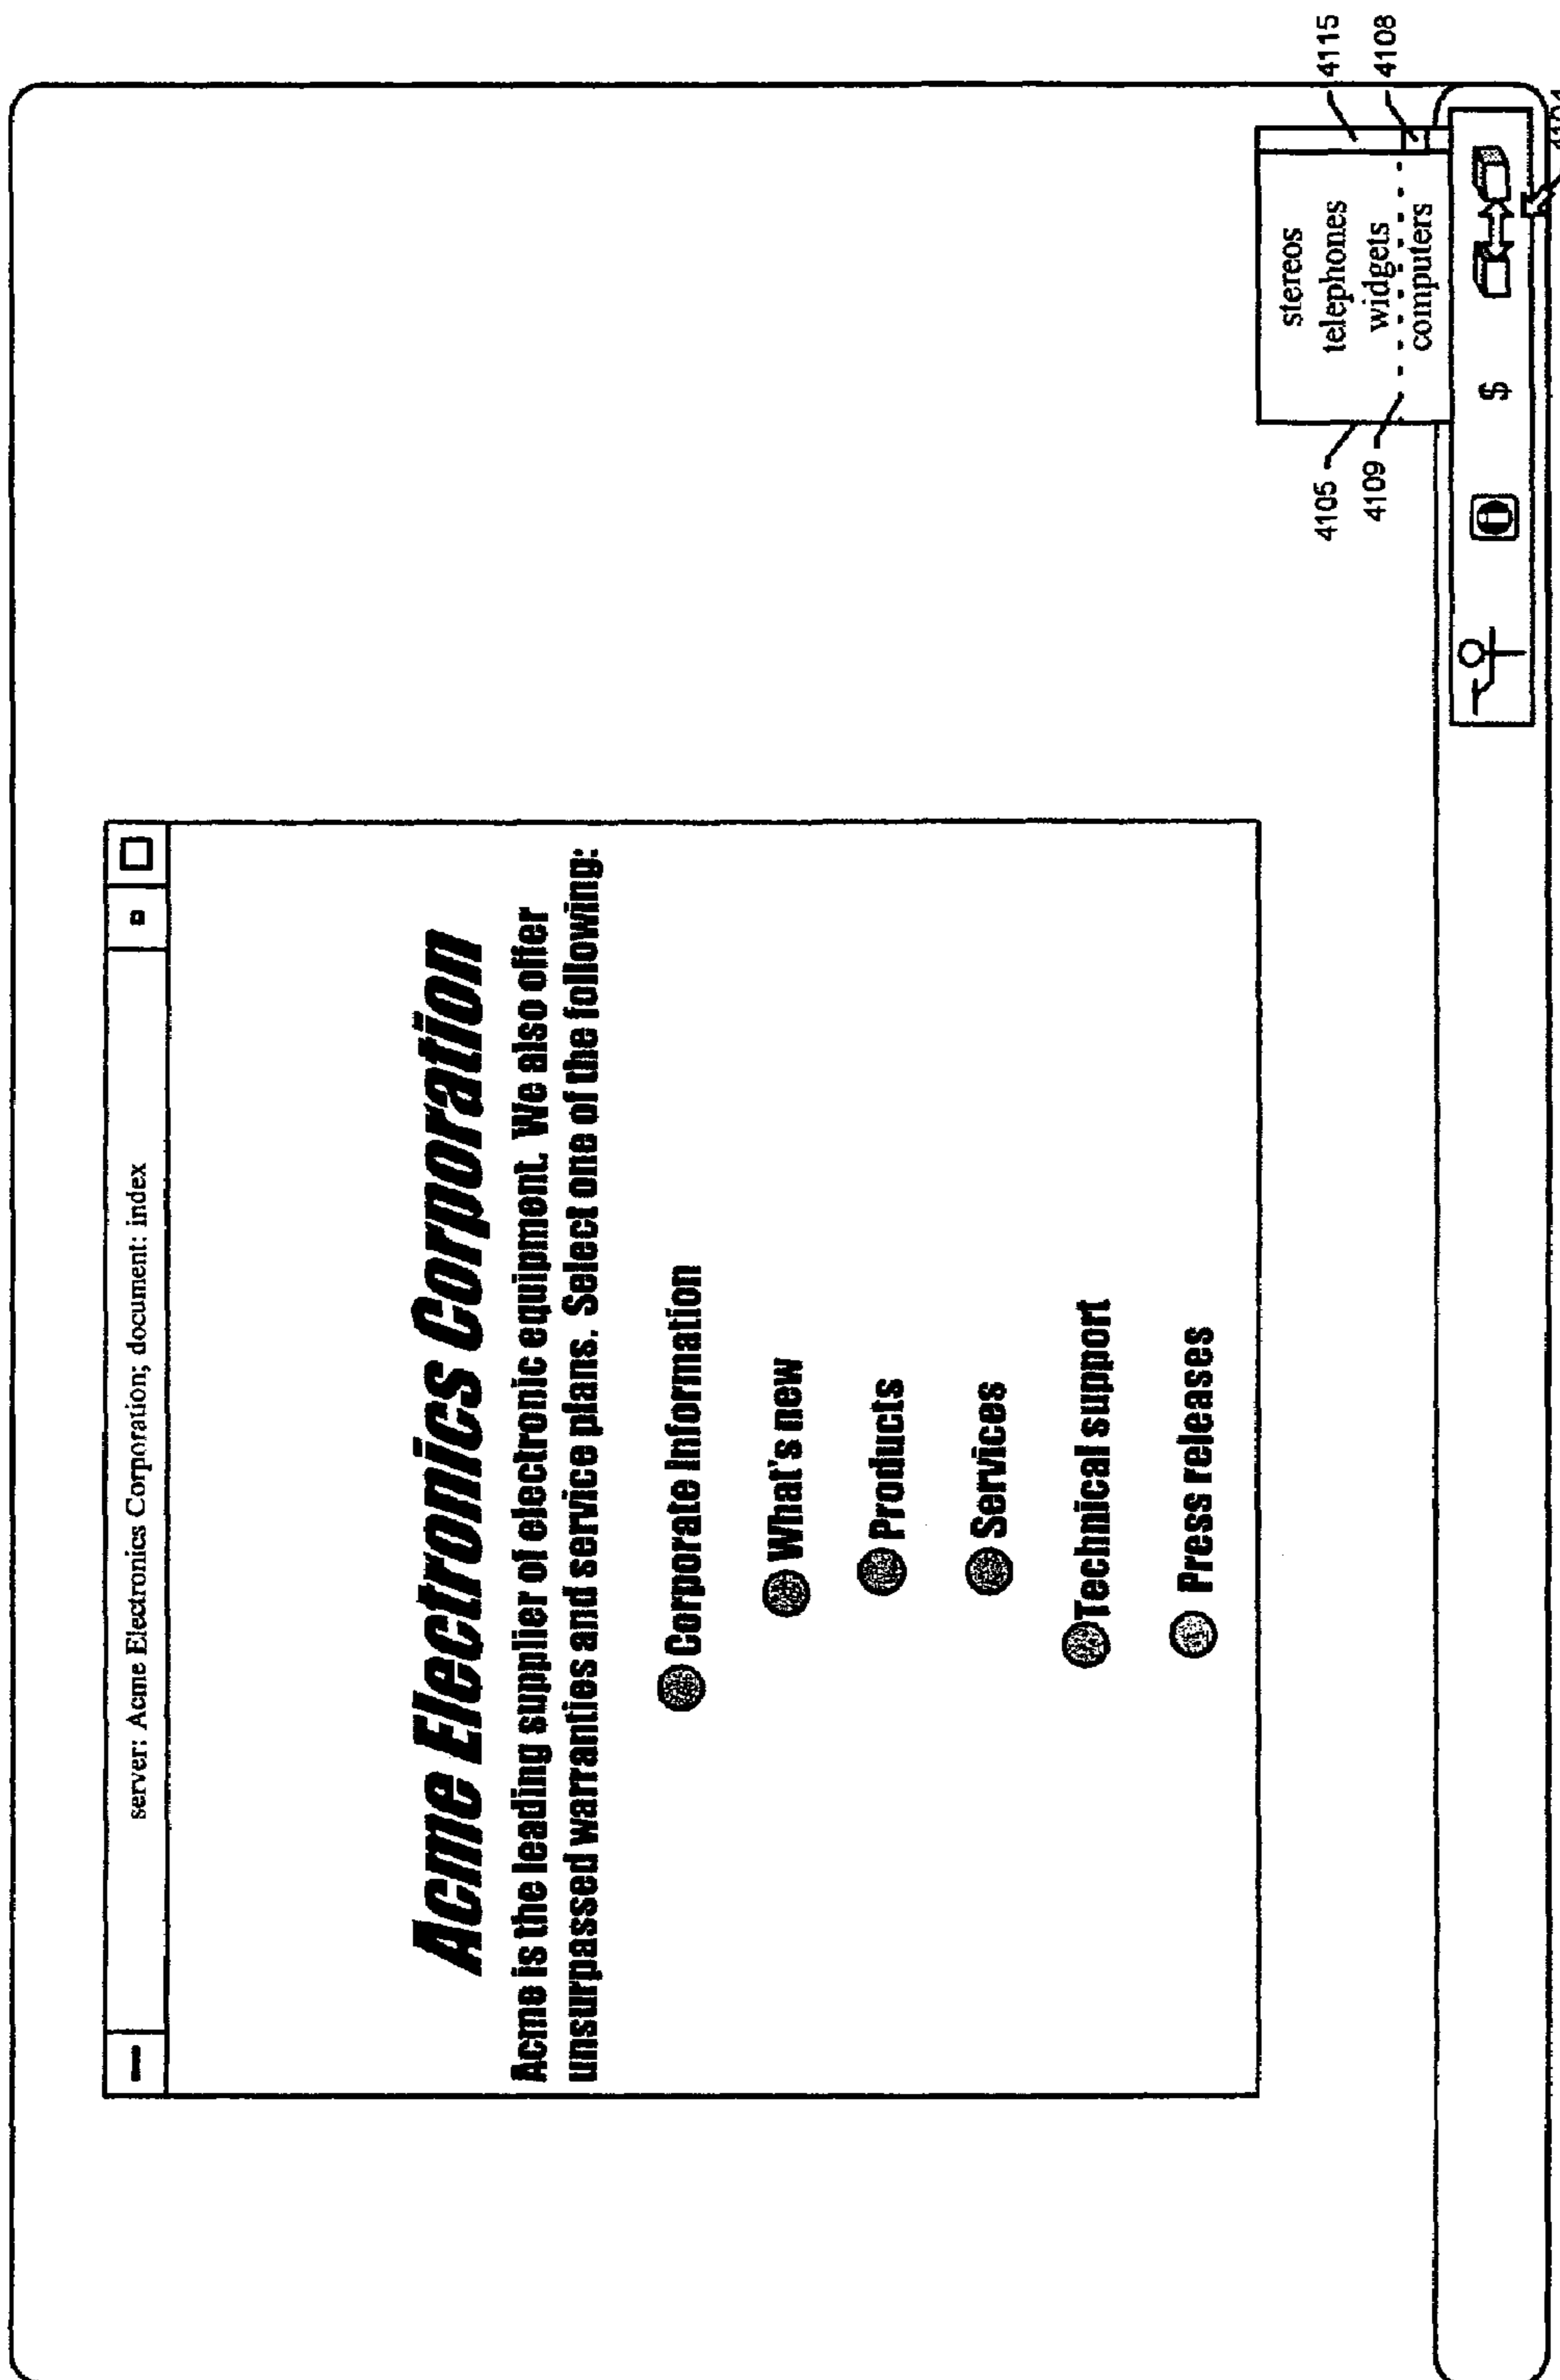 server: Acme Electronics Corporation; document: index
Acme Electronics Corporation
Acme is the leading supplier of electronic equipment. We also offer
unsurpassed warranties and service plans. Select one of the following:
Corporate Information
What's new
Products
Services
Technical support
Press releases
stereos
telephones
widgets
computers
4105
4109
4115
4108
$